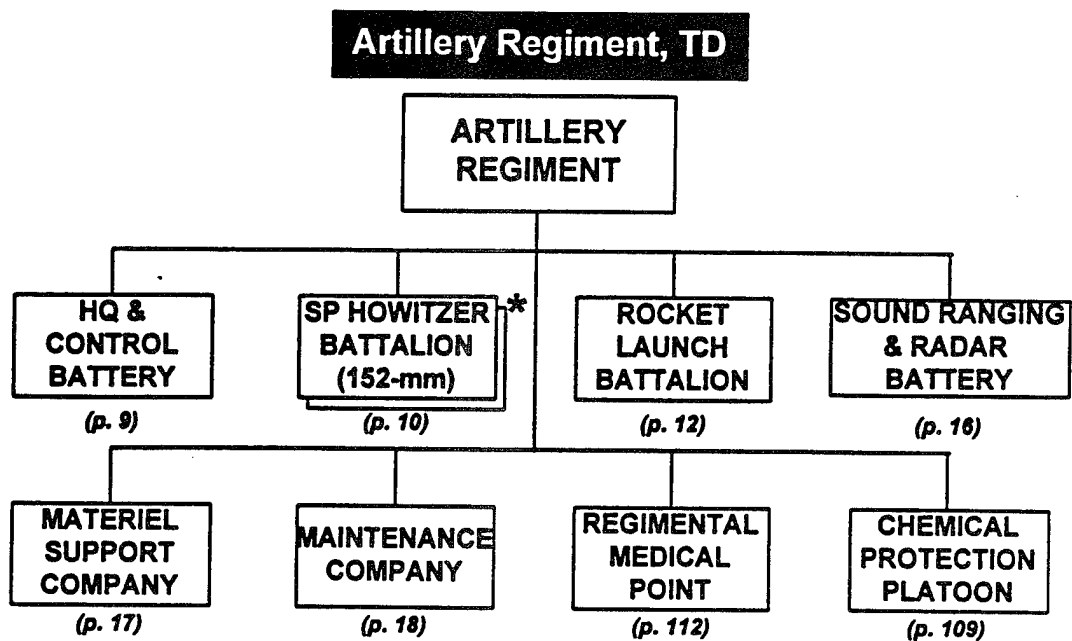 Artillery Regiment, TD
ARTILLERY
REGIMENT
HQ &
CONTROL
BATTERY
(p. 9)
SP HOWITZER
BATTALION
(152-mm)
*
(p. 10)
ROCKET
LAUNCH
BATTALION
(p. 12)
SOUND RANGING
& RADAR
BATTERY
(p. 16)
MATERIEL
SUPPORT
COMPANY
(p. 17)
MAINTENANCE
COMPANY
(p. 18)
REGIMENTAL
MEDICAL
POINT
(p. 112)
CHEMICAL
PROTECTION
PLATOON
(p. 109)